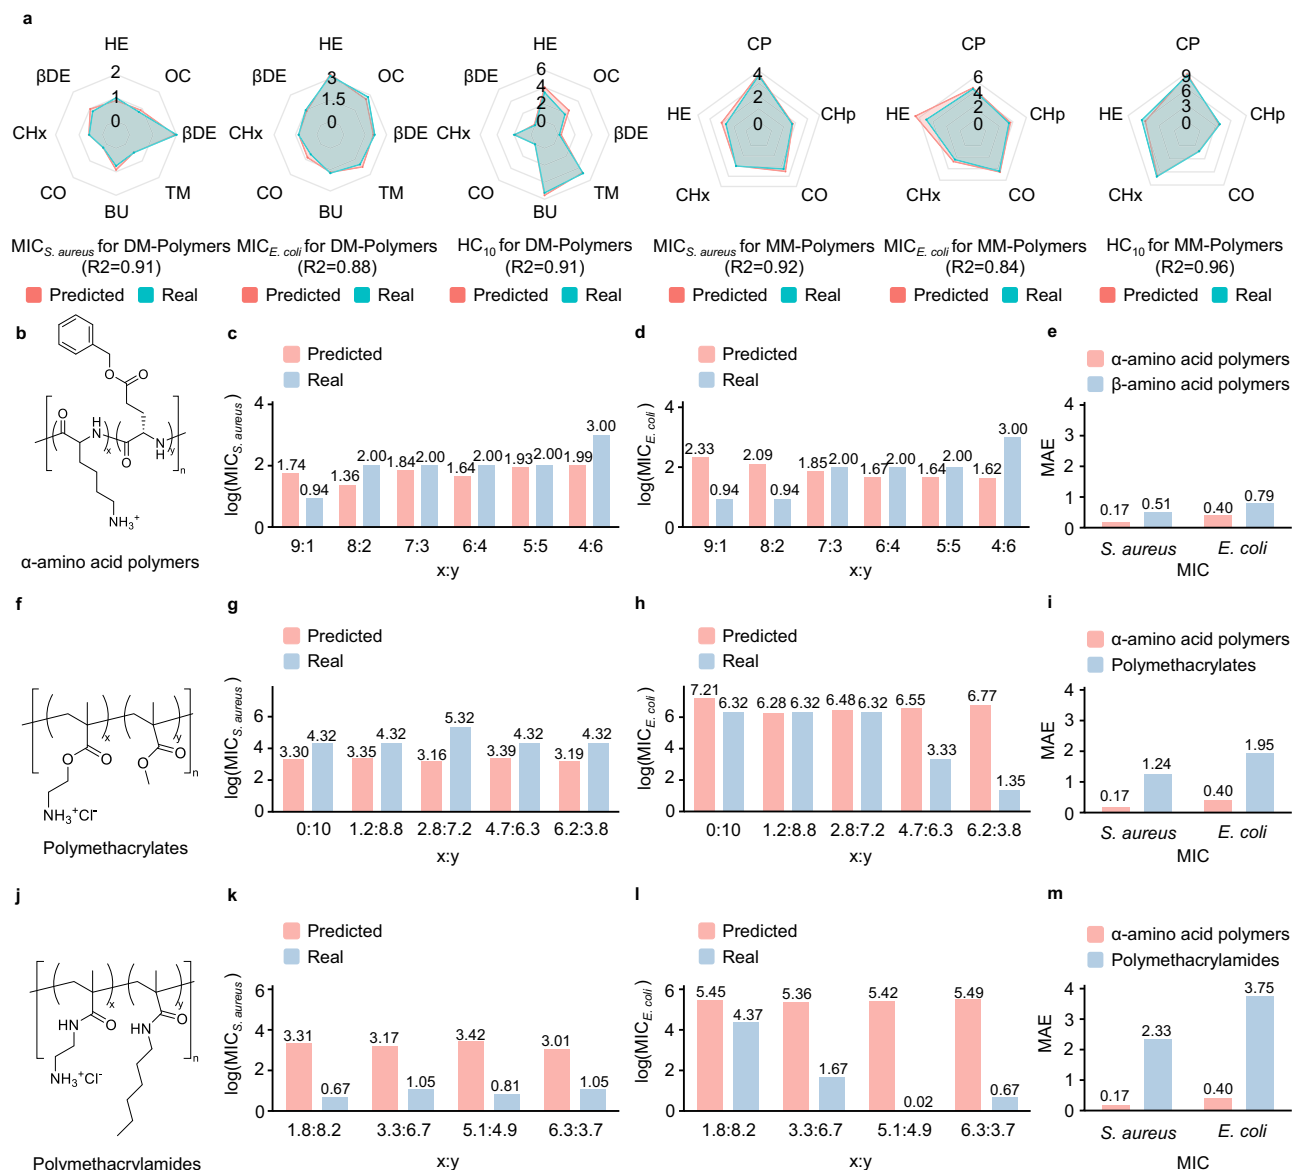 a
HE
OC
βDE
TM
BU
CO
CHx
βDE
2
1
0
MIC S. aureus for DM-Polymers
(R2=0.91)
Predicted Real
HE
OC
βDE
TM
BU
CO
CHx
βDE
3
1.5
0
MIC E. coli for DM-Polymers
(R2=0.88)
Predicted Real
HE
OC
βDE
TM
BU
CO
CHx
βDE
6
4
2
0
HC10 for DM-Polymers
(R2=0.91)
Predicted Real
CP
CHp
CO
CHx
HE
4
2
0
MIC S. aureus for MM-Polymers
(R2=0.92)
Predicted Real
CP
CHp
CO
CHx
HE
6
4
2
0
MIC E. coli for MM-Polymers
(R2=0.84)
Predicted Real
CP
CHp
CO
CHx
HE
9
6
3
0
HC10 for MM-Polymers
(R2=0.96)
Predicted Real
b
O
O
O
H
N
x
O
N
H
y
n
NH3+
α-amino acid polymers
c
Predicted
Real
log(MIC S. aureus)
4
2
0
1.74 0.94 1.36 2.00 1.84 2.00 1.64 2.00 1.93 2.00 1.99 3.00
9:1 8:2 7:3 6:4 5:5 4:6
x:y
d
Predicted
Real
log(MIC E. coli)
4
2
0
2.33 0.94 2.09 0.94 1.85 2.00 1.67 2.00 1.64 2.00 1.62 3.00
9:1 8:2 7:3 6:4 5:5 4:6
x:y
e
α-amino acid polymers
β-amino acid polymers
MAE
4
3
2
1
0
0.17 0.51 0.40 0.79
S. aureus E. coli
MIC
f
x
y
n
O
O
O
O
NH3+Cl-
Polymethacrylates
g
Predicted
Real
log(MIC S. aureus)
6
4
2
0
3.30 4.32 3.35 4.32 3.16 5.32 3.39 4.32 3.19 4.32
0:10 1.2:8.8 2.8:7.2 4.7:6.3 6.2:3.8
x:y
h
Predicted
Real
log(MIC E. coli)
6
4
2
0
7.21 6.32 6.28 6.32 6.48 6.32 6.55 3.33 6.77 1.35
0:10 1.2:8.8 2.8:7.2 4.7:6.3 6.2:3.8
x:y
i
α-amino acid polymers
Polymethacrylates
MAE
4
3
2
1
0
0.17 1.24 0.40 1.95
S. aureus E. coli
MIC
j
x
y
n
HN
O
HN
O
NH3+Cl-
Polymethacrylamides
k
Predicted
Real
log(MIC S. aureus)
6
4
2
0
3.31 0.67 3.17 1.05 3.42 0.81 3.01 1.05
1.8:8.2 3.3:6.7 5.1:4.9 6.3:3.7
x:y
l
Predicted
Real
log(MIC E. coli)
6
4
2
0
5.45 4.37 5.36 1.67 5.42 0.02 5.49 0.67
1.8:8.2 3.3:6.7 5.1:4.9 6.3:3.7
x:y
m
α-amino acid polymers
Polymethacrylamides
MAE
4
3
2
1
0
0.17 2.33 0.40 3.75
S. aureus E. coli
MIC